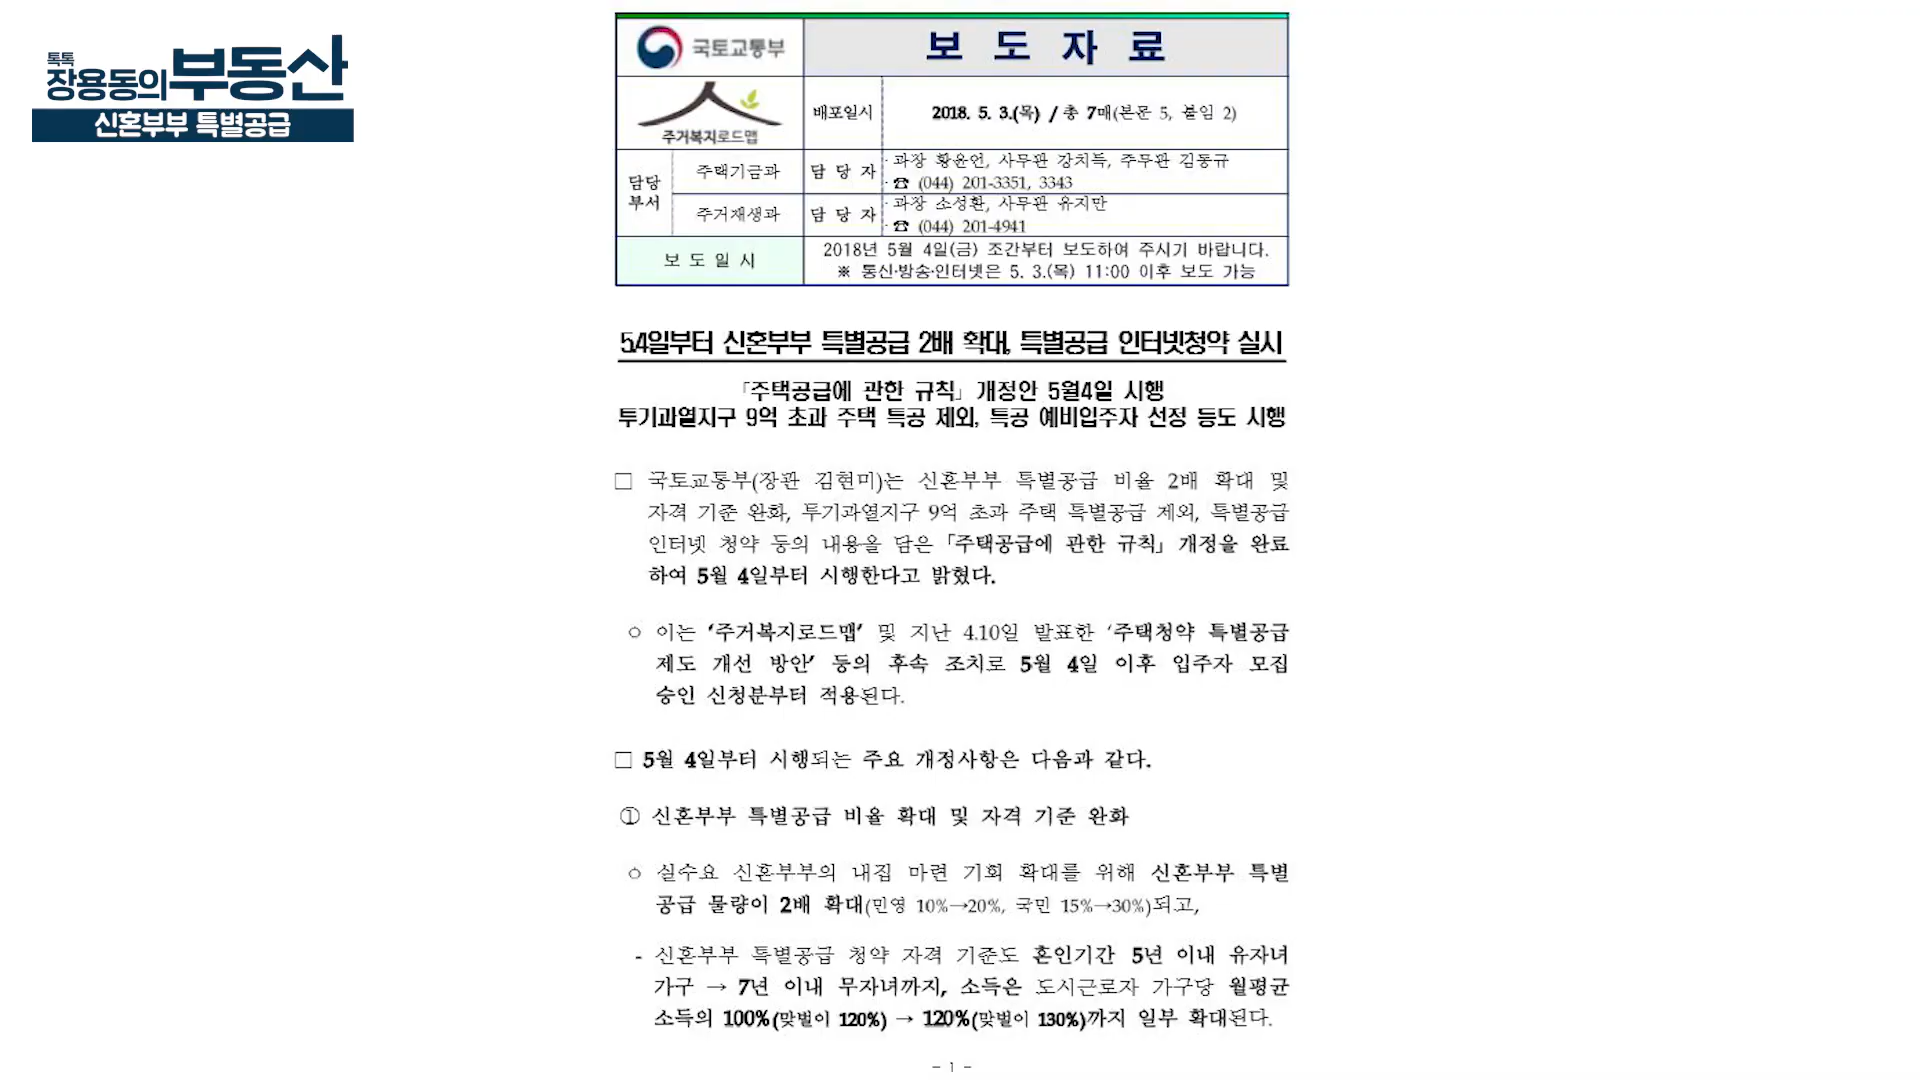 톡톡
장용동의 부동산
신혼부부 특별공급
국토교통부
보 도 자 료
주거복지로드맵
배포일시
2018. 5. 3.(목) / 총 7매(본문 5, 붙임 2)
담당
부서
주택기금과
담 당 자
· 과장 황윤언, 사무관 강치득, 주무관 김동규
· ☎ (044) 201-3351, 3343
주거재생과
담 당 자
· 과장 소성환, 사무관 유지만
· ☎ (044) 201-4941
보 도 일 시
2018년 5월 4일(금) 조간부터 보도하여 주시기 바랍니다.
※ 통신·방송·인터넷은 5. 3.(목) 11:00 이후 보도 가능
5.4일부터 신혼부부 특별공급 2배 확대, 특별공급 인터넷청약 실시
「주택공급에 관한 규칙」 개정안 5월4일 시행
투기과열지구 9억 초과 주택 특공 제외, 특공 예비입주자 선정 등도 시행
□ 국토교통부(장관 김현미)는 신혼부부 특별공급 비율 2배 확대 및
자격 기준 완화, 투기과열지구 9억 초과 주택 특별공급 제외, 특별공급
인터넷 청약 등의 내용을 담은 「주택공급에 관한 규칙」 개정을 완료
하여 5월 4일부터 시행한다고 밝혔다.
○ 이는 ‘주거복지로드맵’ 및 지난 4.10일 발표한 ‘주택청약 특별공급
제도 개선 방안’ 등의 후속 조치로 5월 4일 이후 입주자 모집
승인 신청분부터 적용된다.
□ 5월 4일부터 시행되는 주요 개정사항은 다음과 같다.
① 신혼부부 특별공급 비율 확대 및 자격 기준 완화
○ 실수요 신혼부부의 내집 마련 기회 확대를 위해 신혼부부 특별
공급 물량이 2배 확대(민영 10%→20%, 국민 15%→30%)되고,
- 신혼부부 특별공급 청약 자격 기준도 혼인기간 5년 이내 유자녀
가구 → 7년 이내 무자녀까지, 소득은 도시근로자 가구당 월평균
소득의 100%(맞벌이 120%) → 120%(맞벌이 130%)까지 일부 확대된다.
- 1 -